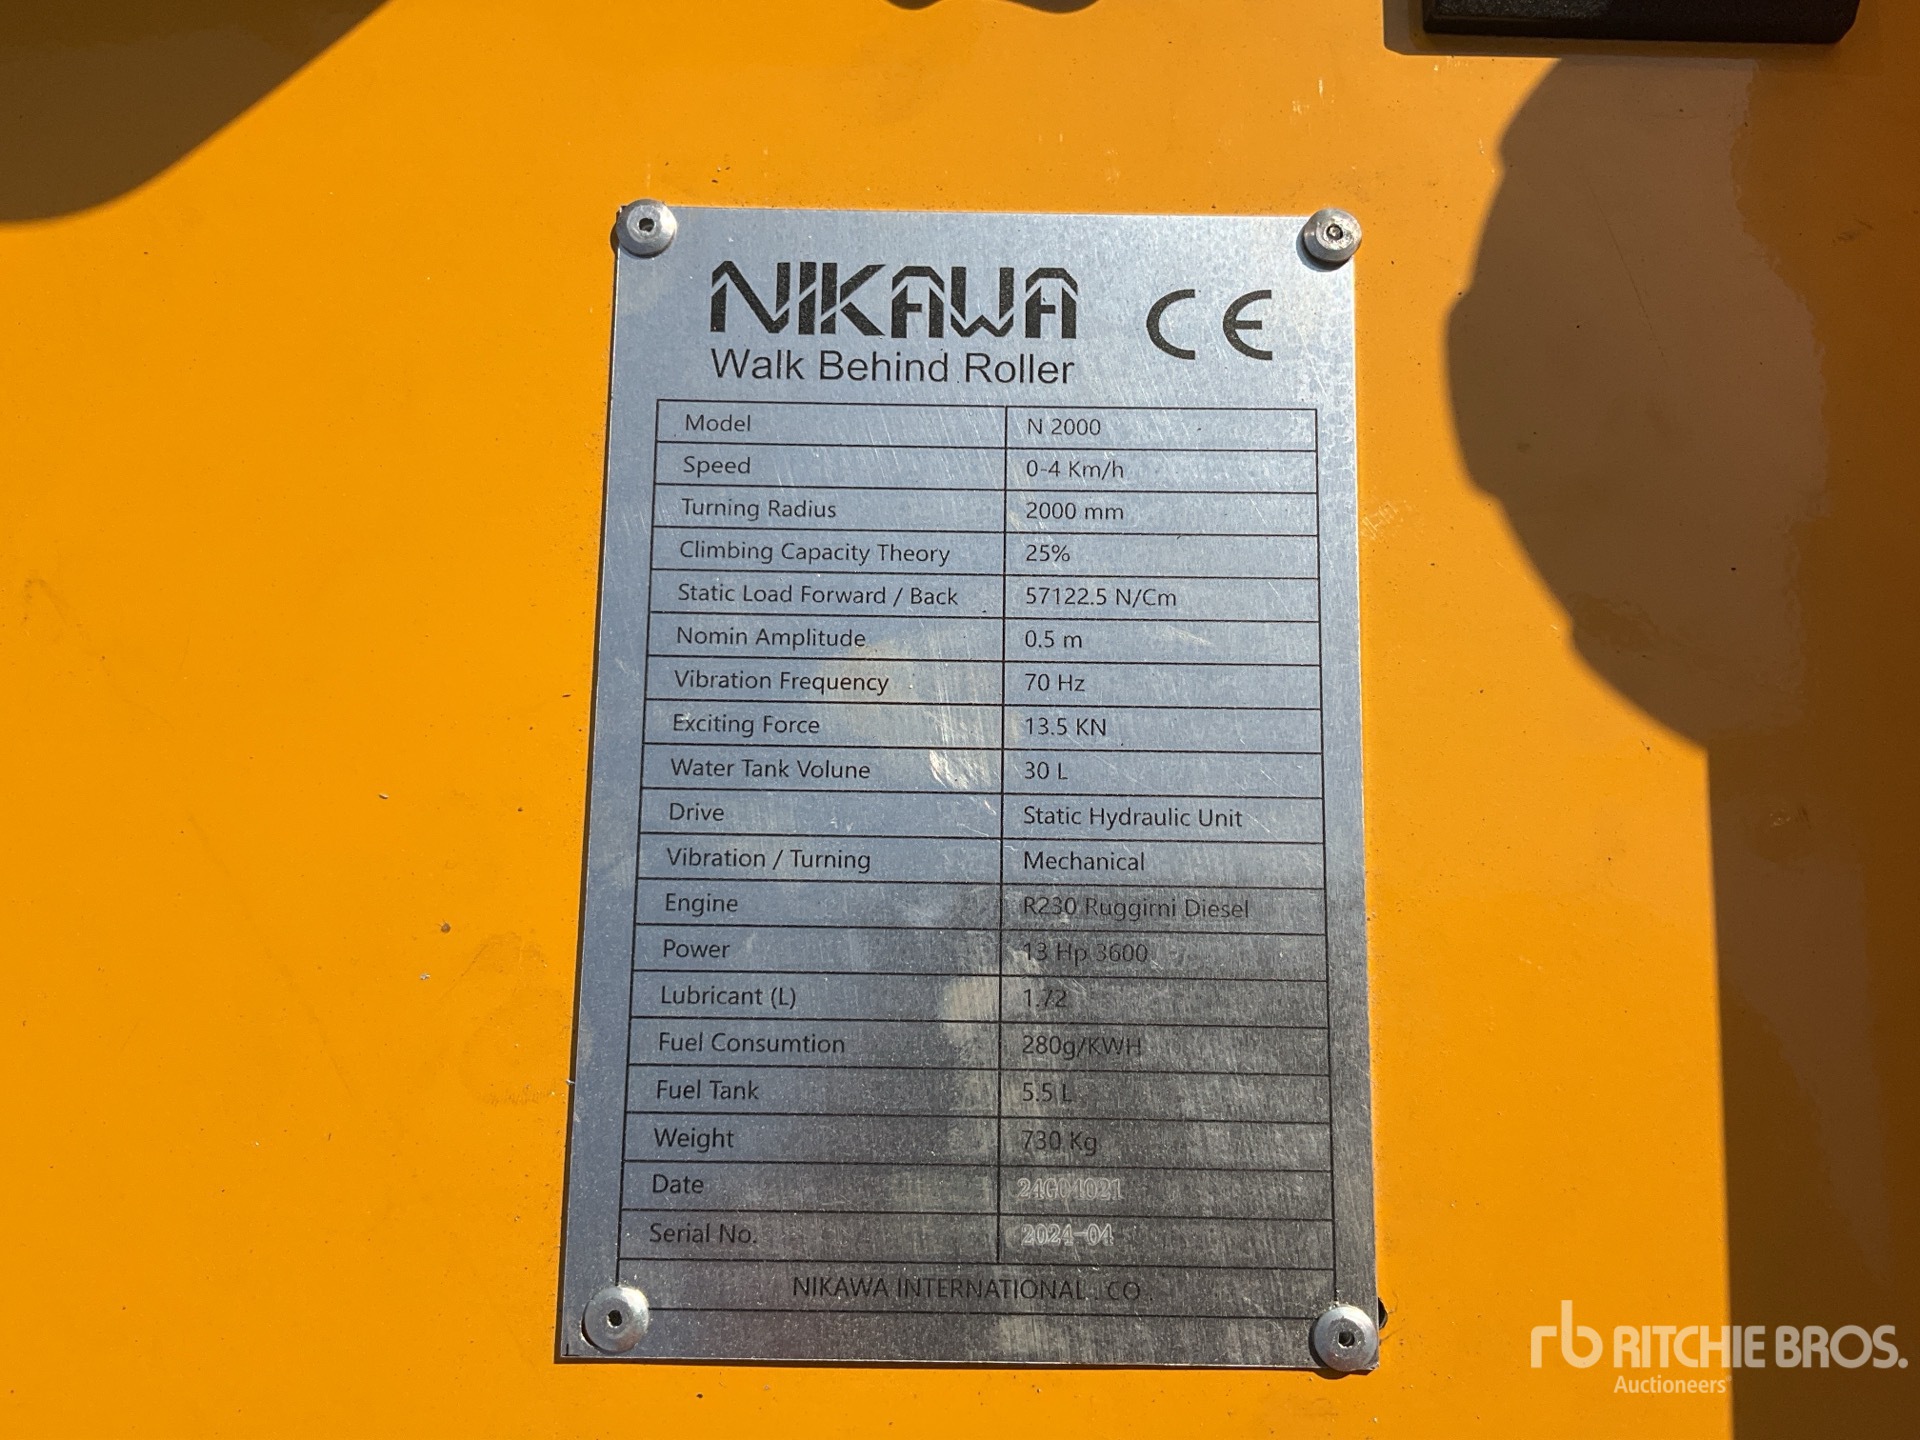 NIKAWA CE
Walk Behind Roller
Model N 2000
Speed 0-4 Km/h
Turning Radius 2000 mm
Climbing Capacity Theory 25%
Static Load Forward / Back 57122.5 N/Cm
Nomin Amplitude 0.5 m
Vibration Frequency 70 Hz
Exciting Force 13.5 KN
Water Tank Volune 30 L
Drive Static Hydraulic Unit
Vibration / Turning Mechanical
Engine R230 Ruggirni Diesel
Power 13 Hp 3600
Lubricant (L) 1.72
Fuel Consumtion 280g/KWH
Fuel Tank 5.5 L
Weight 730 Kg
Date 24G04021
Serial No. 2024-04
NIKAWA INTERNATIONAL . CO .
rb RITCHIE BROS.
Auctioneers